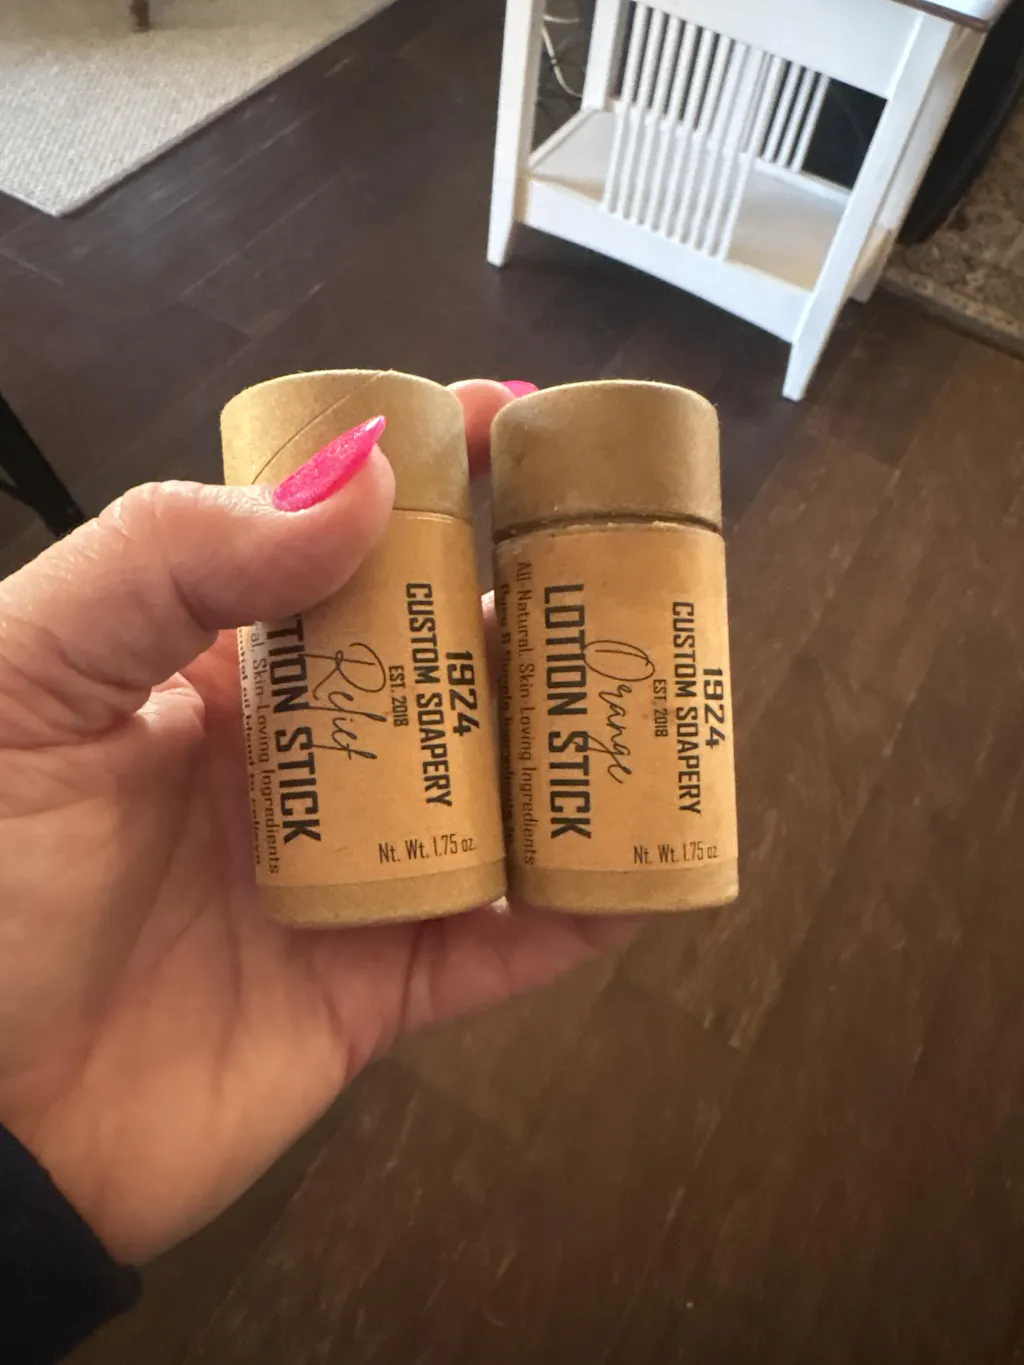 1924
CUSTOM SOAPERY
EST. 2018
Relief
TION STICK
ral, Skin-Loving Ingredients
Nt. Wt. 1.75 oz.
1924
CUSTOM SOAPERY
EST. 2018
Orange
LOTION STICK
All-Natural, Skin Loving Ingredients
Nt. Wt. 1.75 oz.